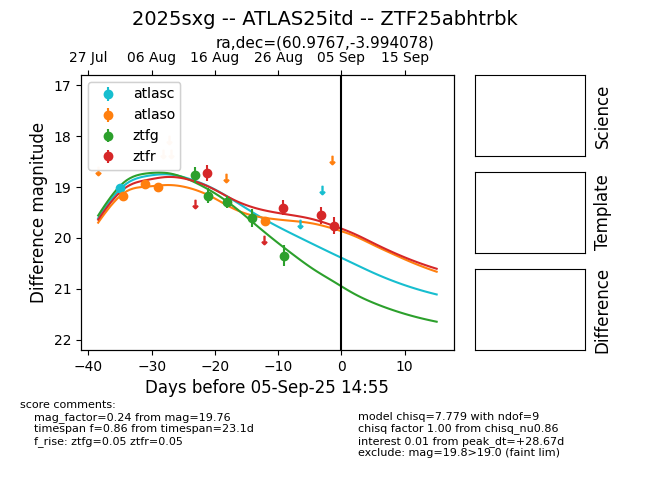 2025sxg -- ATLAS25itd -- ZTF25abhtrbk
ra,dec=(60.9767,-3.994078)
27 Jul 06 Aug 16 Aug 26 Aug 05 Sep 15 Sep
17
18
19
20
21
22
Difference magnitude
atlasc
atlaso
ztfg
ztfr
−40 −30 −20 −10 0 10
Days before 05-Sep-25 14:55
Science
Template
Difference
score comments:
mag_factor=0.24 from mag=19.76
timespan f=0.86 from timespan=23.1d
f_rise: ztfg=0.05 ztfr=0.05
model chisq=7.779 with ndof=9
chisq factor 1.00 from chisq_nu0.86
interest 0.01 from peak_dt=+28.67d
exclude: mag=19.8>19.0 (faint lim)